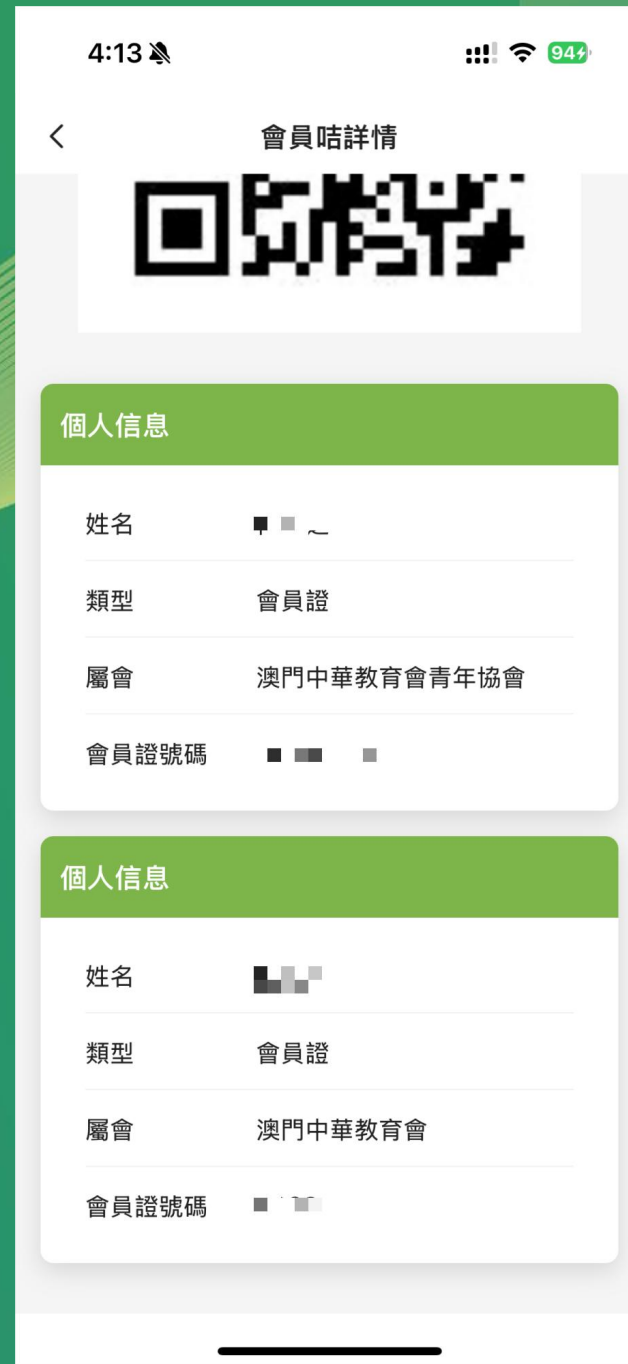 4:13
94
會員咭詳情
個人信息
姓名
類型 會員證
屬會 澳門中華教育會青年協會
會員證號碼
個人信息
姓名
類型 會員證
屬會 澳門中華教育會
會員證號碼